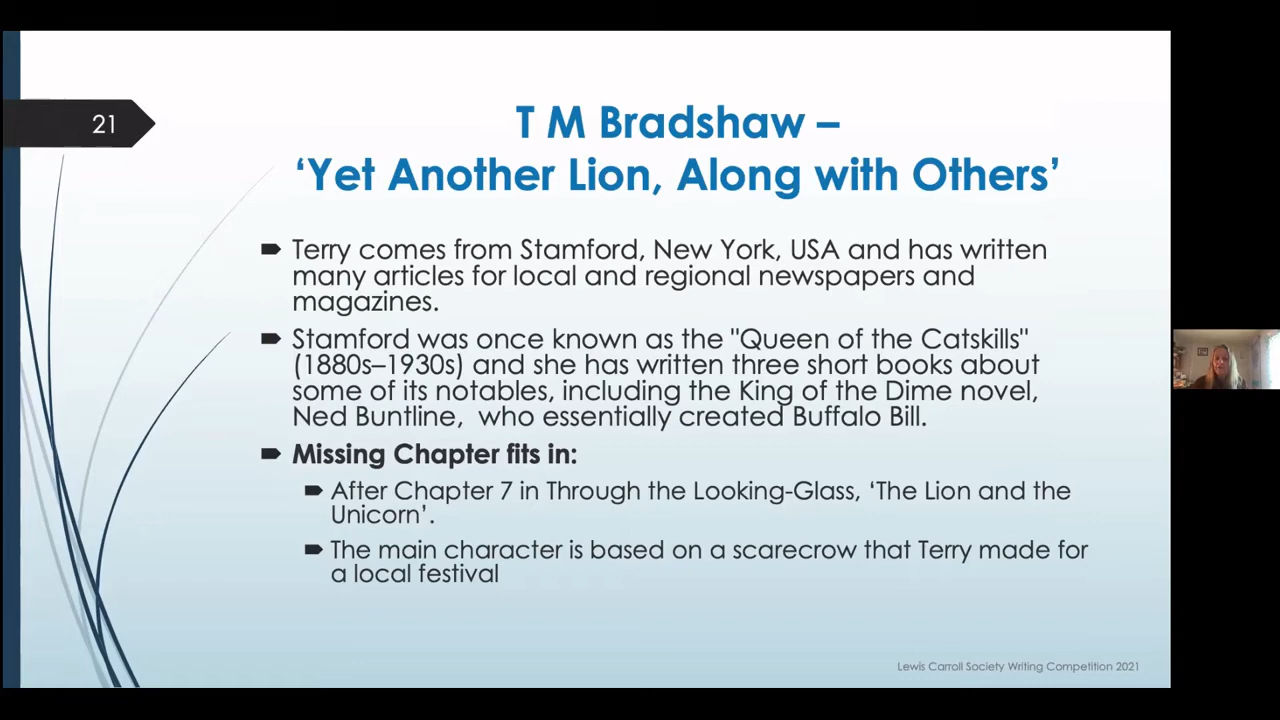 21
T M Bradshaw –
‘Yet Another Lion, Along with Others’
Terry comes from Stamford, New York, USA and has written
many articles for local and regional newspapers and
magazines.
Stamford was once known as the "Queen of the Catskills"
(1880s–1930s) and she has written three short books about
some of its notables, including the King of the Dime novel,
Ned Buntline,  who essentially created Buffalo Bill.
Missing Chapter fits in:
After Chapter 7 in Through the Looking-Glass, ‘The Lion and the
Unicorn’.
The main character is based on a scarecrow that Terry made for
a local festival
Lewis Carroll Society Writing Competition 2021